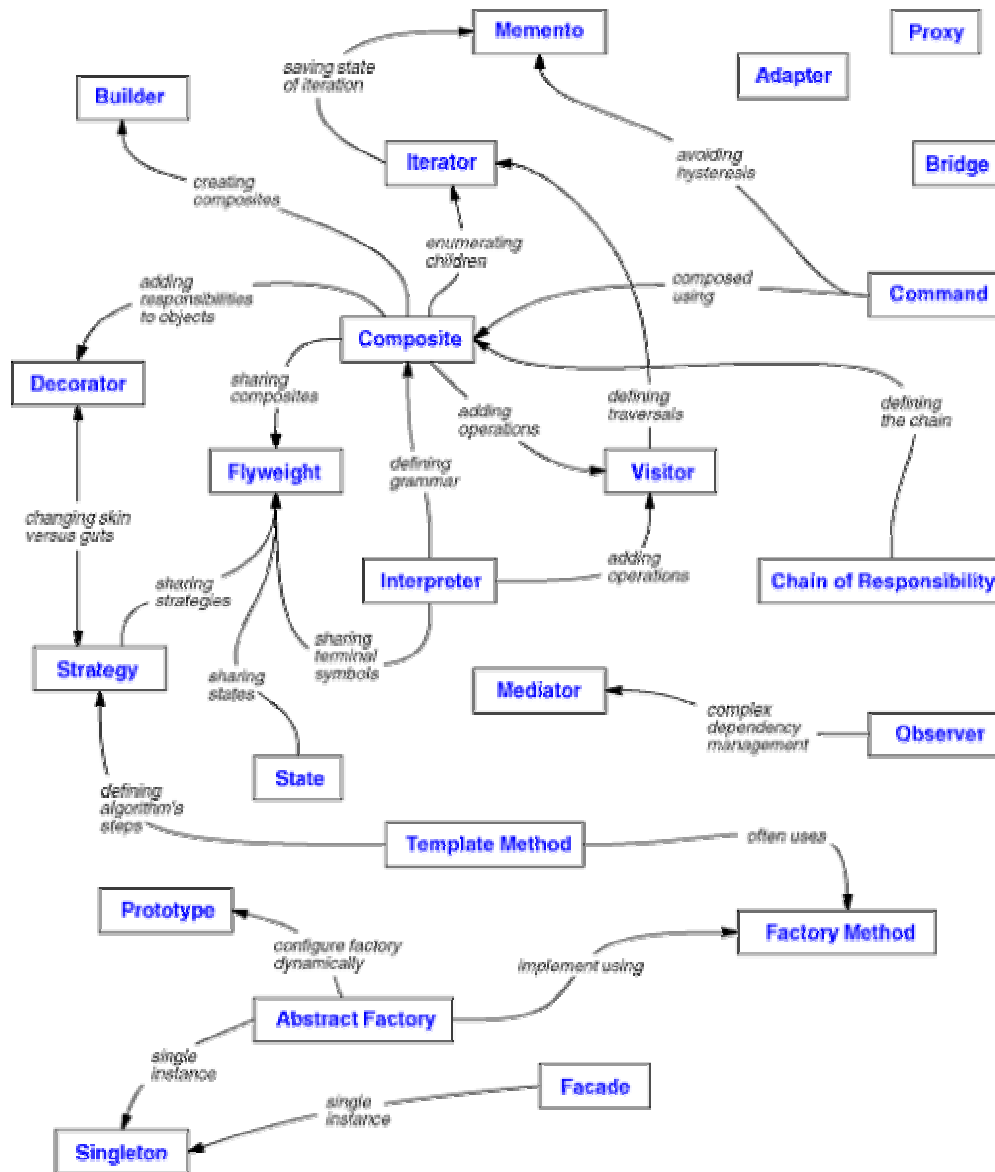 Memento
Proxy
saving state
of iteration
Adapter
Builder
Iterator
avoiding
hysteresis
Bridge
creating
composites
enumerating
children
adding
responsibilities
to objects
composed
using
Command
Composite
Decorator
sharing
composites
adding
operations
defining
traversals
defining
the chain
defining
grammar
Flyweight
Visitor
changing skin
versus guts
adding
operations
Interpreter
Chain of Responsibility
sharing
strategies
sharing
terminal
symbols
Strategy
sharing
states
Mediator
complex
dependency
management
Observer
State
defining
algorithm's
steps
Template Method
often uses
Prototype
Factory Method
configure factory
dynamically
implement using
Abstract Factory
single
instance
Facade
single
instance
Singleton